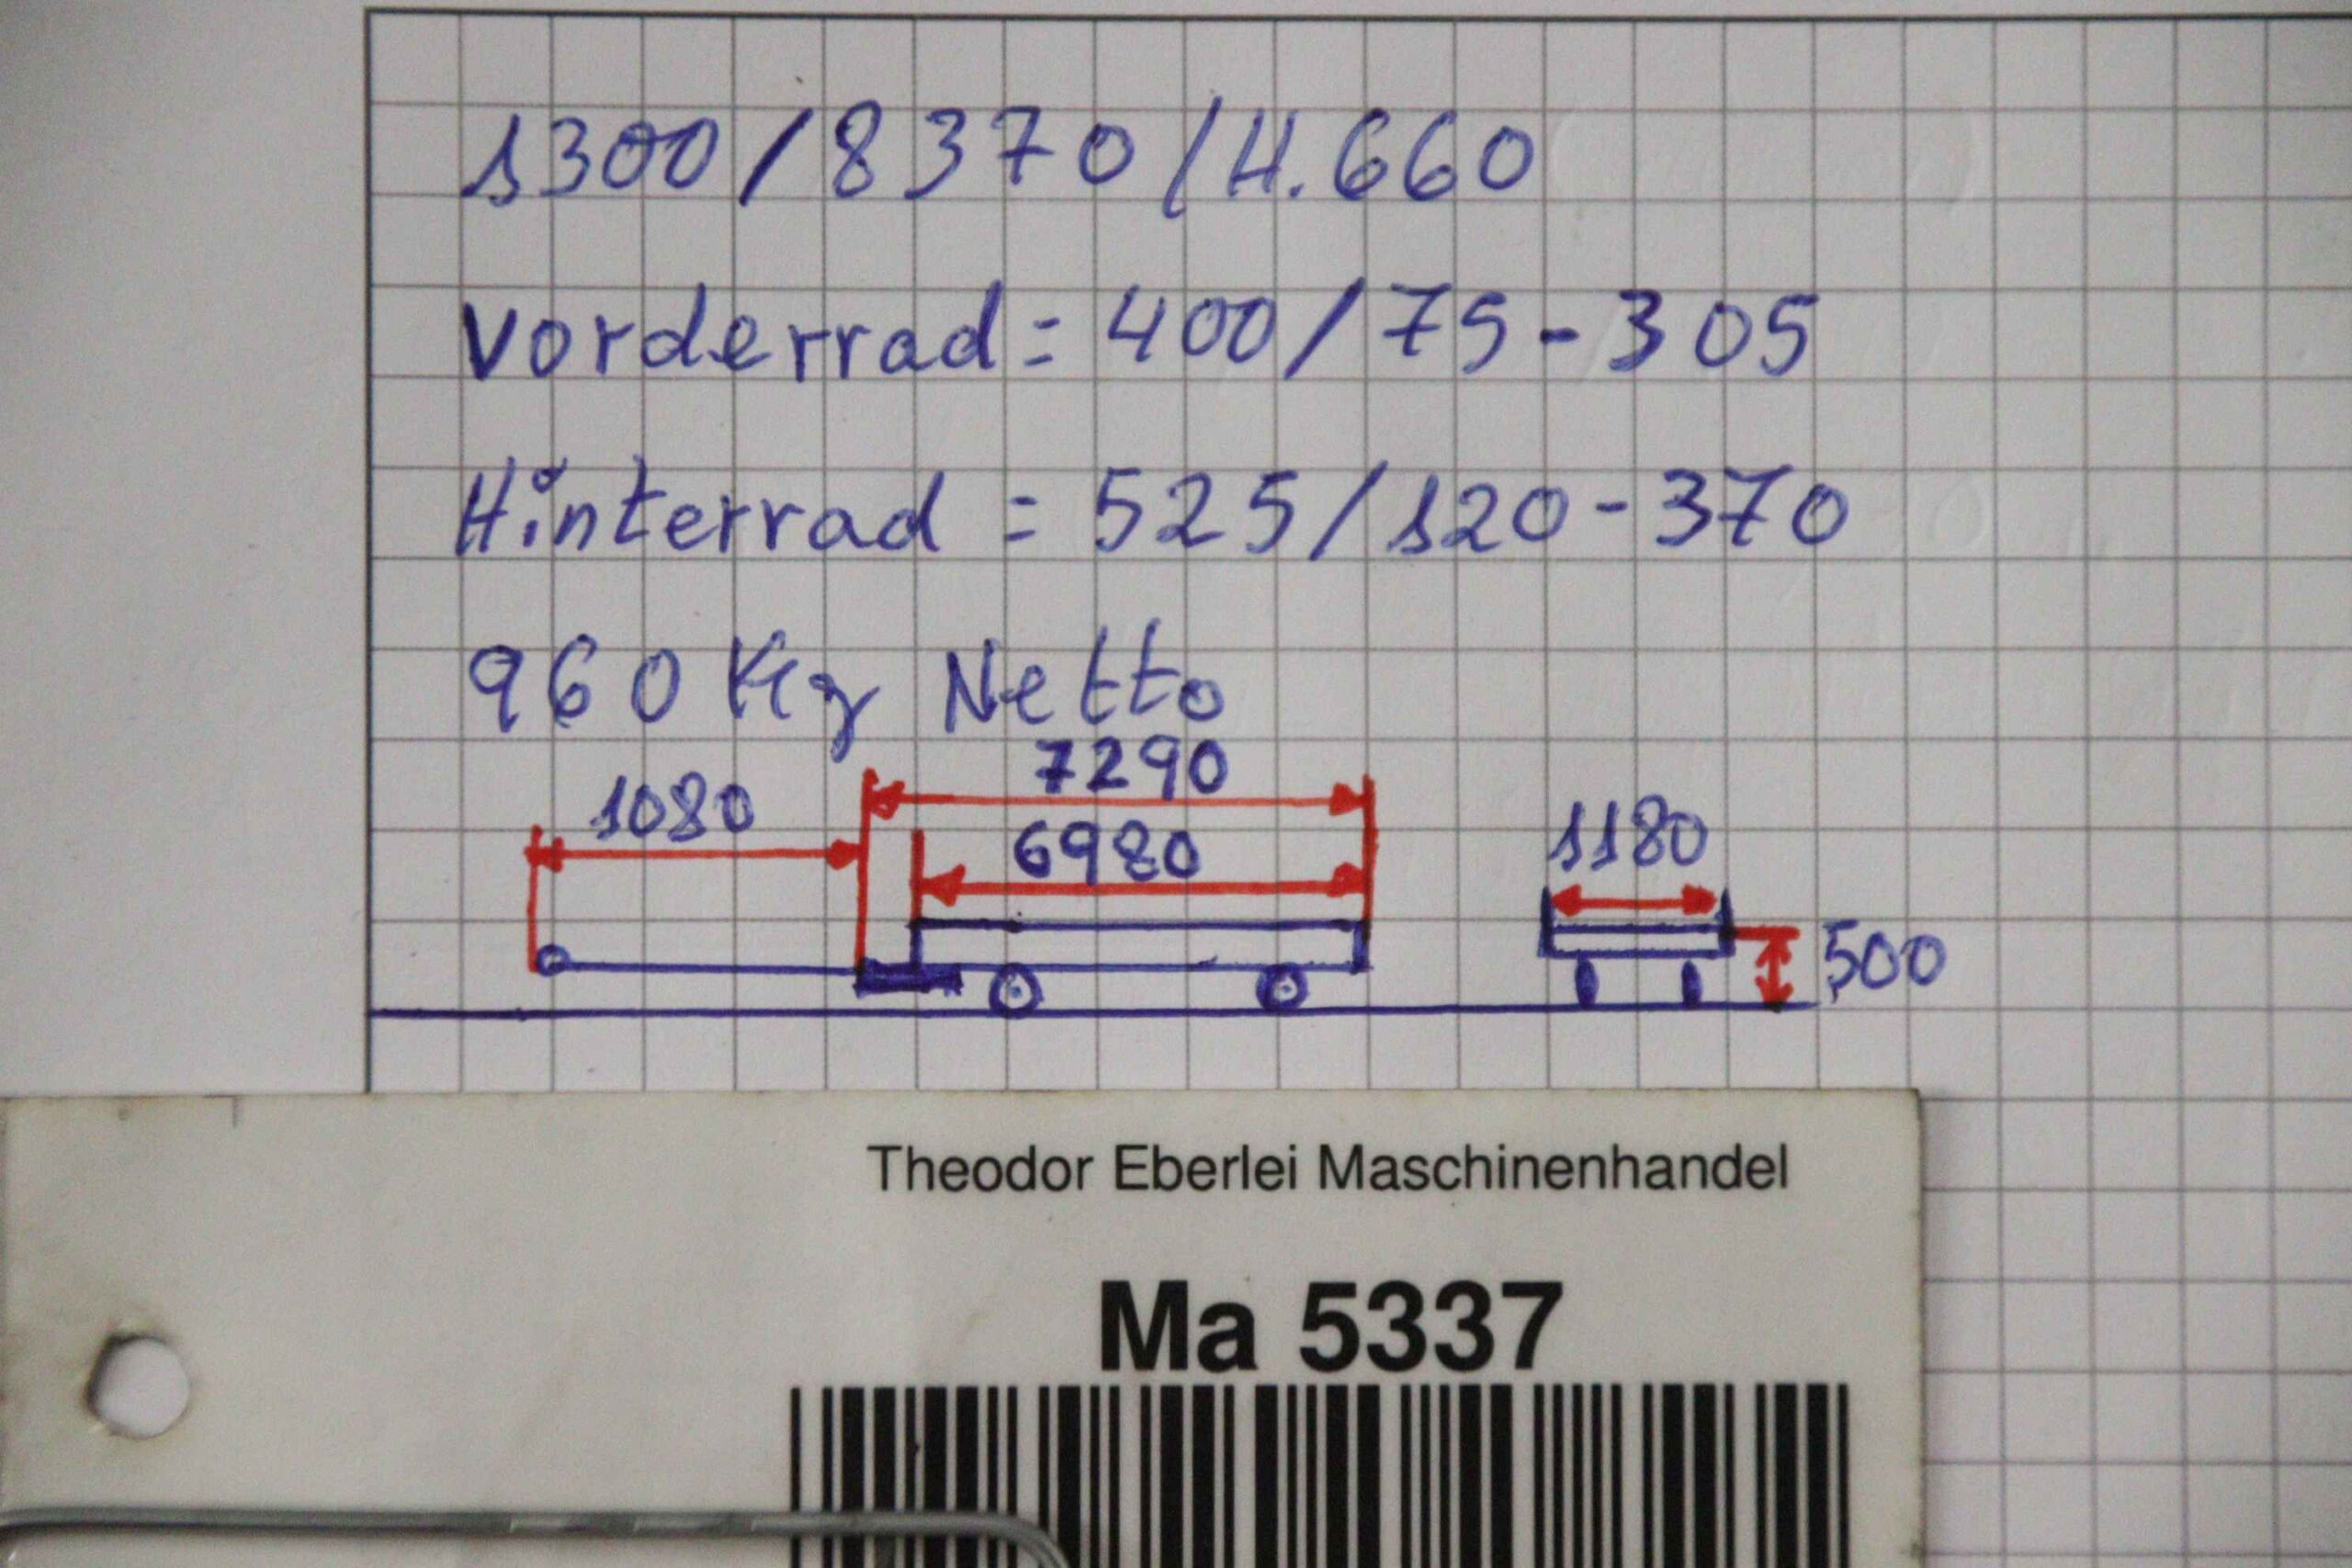 1300/8370/H.660
Vorderrad = 400/75-305
Hinterrad = 525/120-370
960 Kg Netto
7290
1080
6980
1180
500
Theodor Eberlei Maschinenhandel
Ma 5337